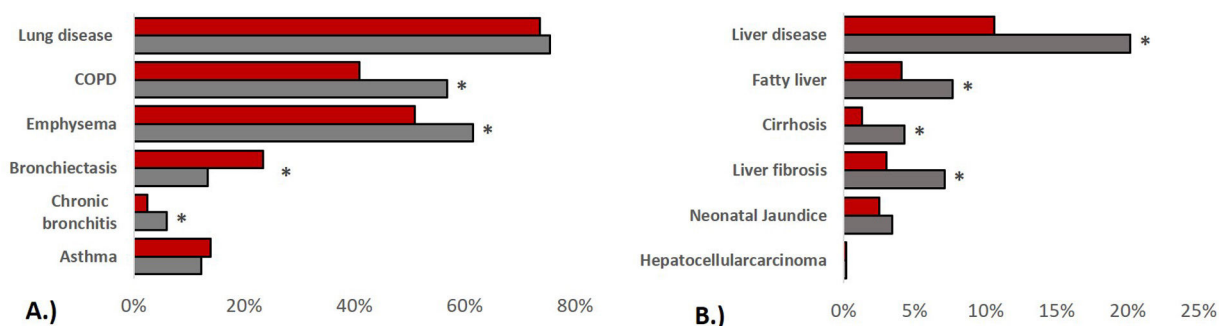 Lung disease
COPD
*
Emphysema
*
Bronchiectasis
*
Chronic
bronchitis
*
Asthma
0% 20% 40% 60% 80%
A.)
Liver disease
*
Fatty liver
*
Cirrhosis
*
Liver fibrosis
*
Neonatal Jaundice
Hepatocellularcarcinoma
0% 5% 10% 15% 20% 25%
B.)